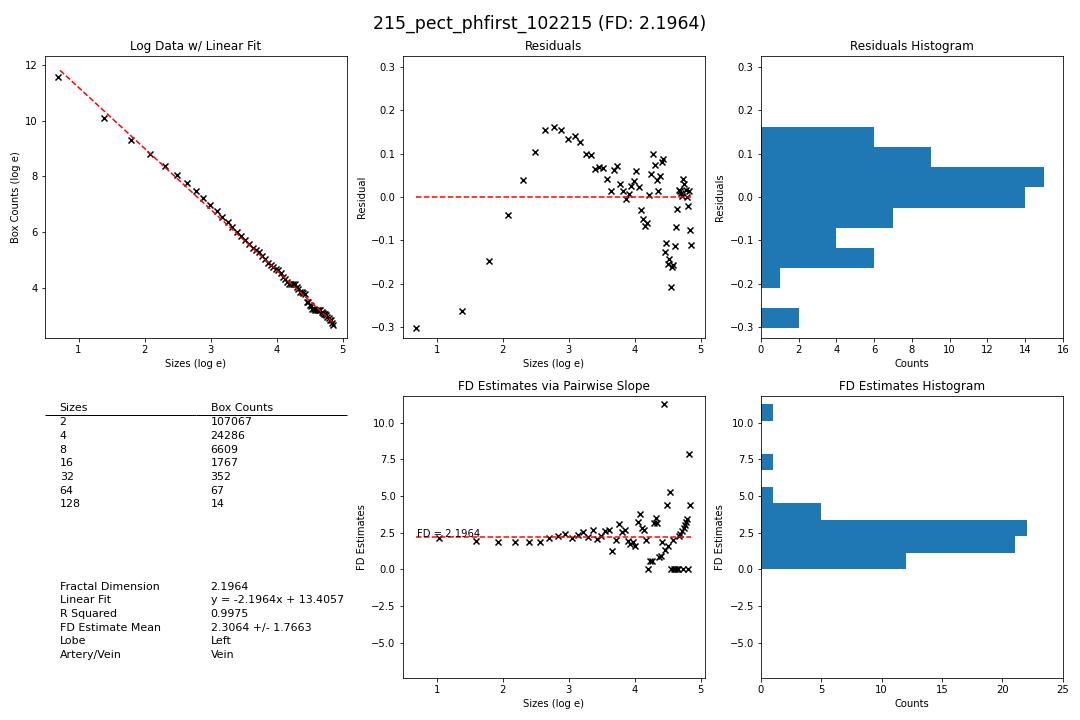 215_pect_phfirst_102215 (FD: 2.1964)
Log Data w/ Linear Fit
12
10
8
6
4
1 2 3 4 5
Box Counts (log e)
Sizes (log e)
Residuals
0.3
0.2
0.1
0.0
−0.1
−0.2
−0.3
1 2 3 4 5
Residual
Sizes (log e)
Residuals Histogram
0.3
0.2
0.1
0.0
−0.1
−0.2
−0.3
0 2 4 6 8 10 12 14 16
Residuals
Counts
Sizes Box Counts
2 107067
4 24286
8 6609
16 1767
32 352
64 67
128 14
Fractal Dimension 2.1964
Linear Fit y = -2.1964x + 13.4057
R Squared 0.9975
FD Estimate Mean 2.3064 +/- 1.7663
Lobe Left
Artery/Vein Vein
FD Estimates via Pairwise Slope
10.0
7.5
5.0
2.5
0.0
−2.5
−5.0
FD = 2.1964
1 2 3 4 5
FD Estimates
Sizes (log e)
FD Estimates Histogram
10.0
7.5
5.0
2.5
0.0
−2.5
−5.0
0 5 10 15 20 25
FD Estimates
Counts